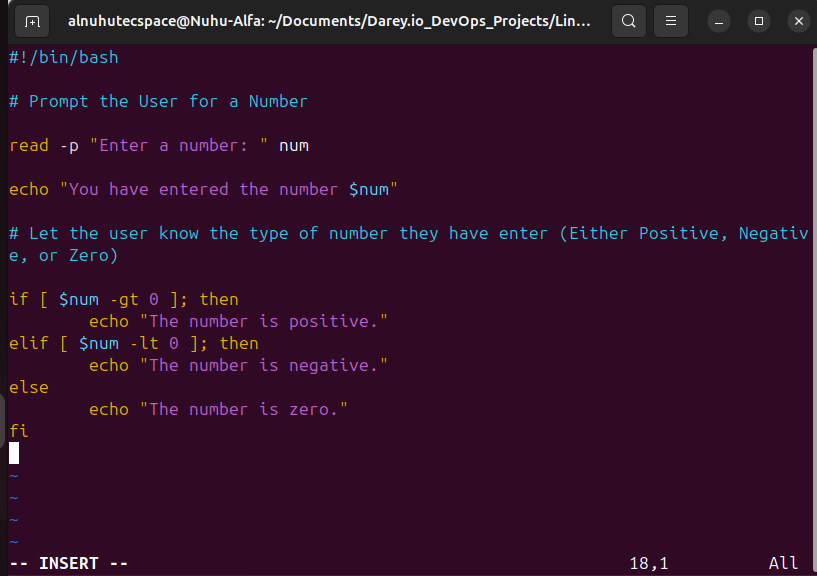 alnuhutecspace@Nuhu-Alfa: ~/Documents/Darey.io_DevOps_Projects/Lin...
#!/bin/bash
# Prompt the User for a Number
read -p "Enter a number: " num
echo "You have entered the number $num"
# Let the user know the type of number they have enter (Either Positive, Negativ
e, or Zero)
if [ $num -gt 0 ]; then
        echo "The number is positive."
elif [ $num -lt 0 ]; then
        echo "The number is negative."
else
        echo "The number is zero."
fi
~
~
~
~
-- INSERT -- 18,1 All